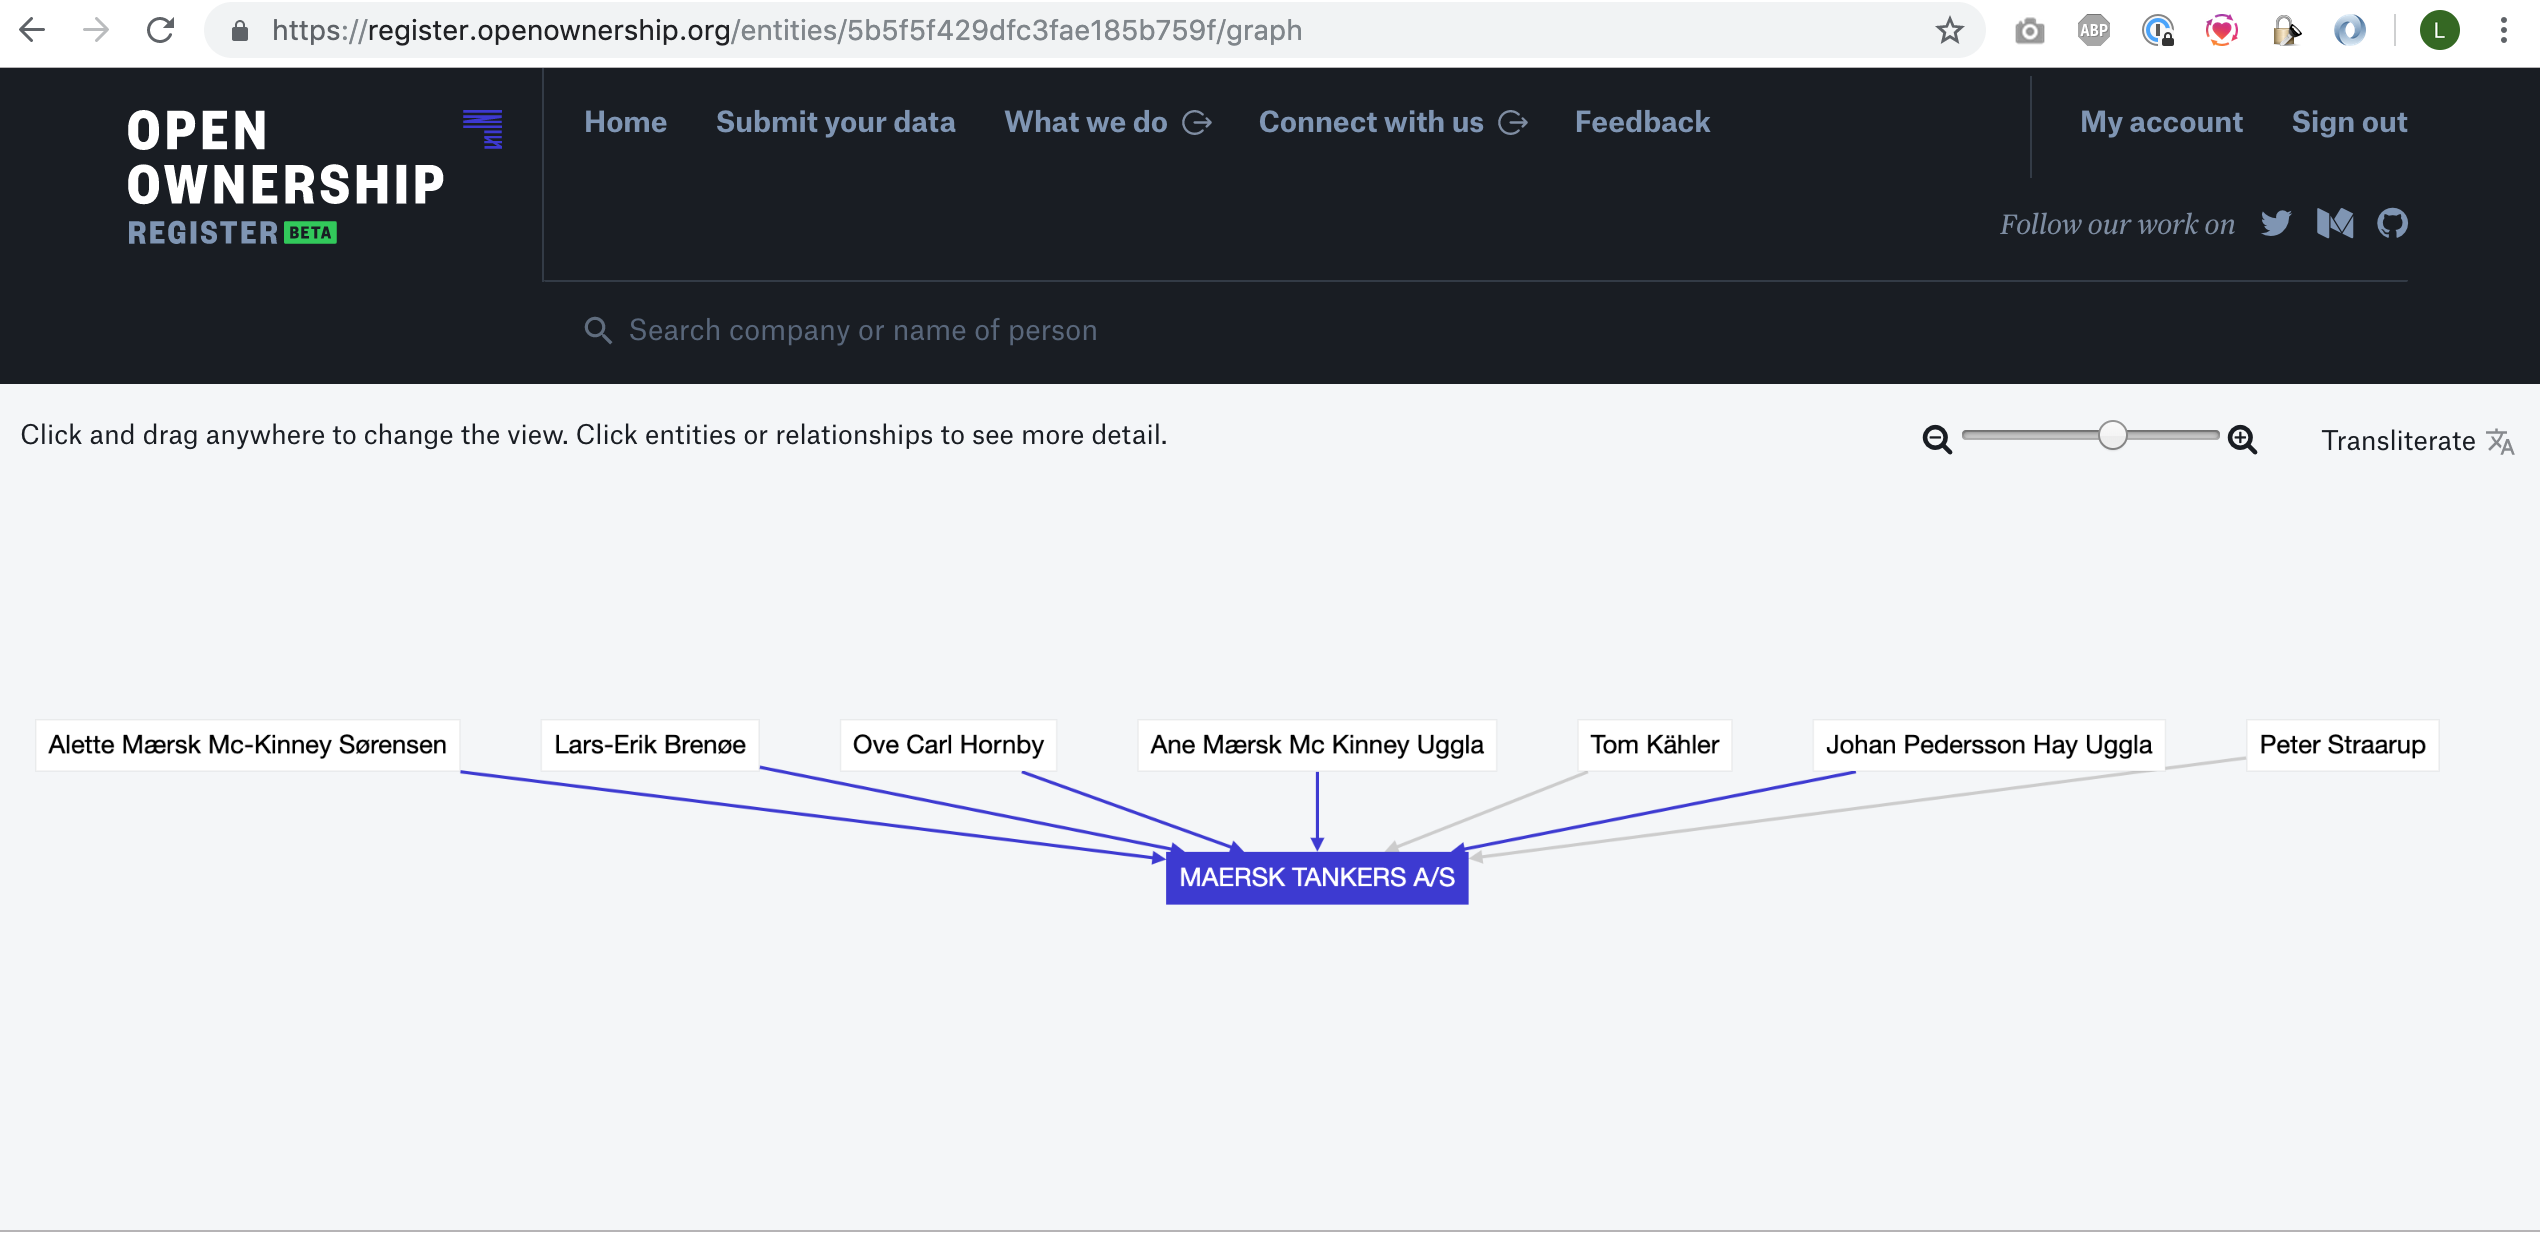 https://register.openownership.org/entities/5b5f5f429dfc3fae185b759f/graph
ABP
L
OPEN
OWNERSHIP
REGISTER BETA
Home
Submit your data
What we do
Connect with us
Feedback
My account
Sign out
Follow our work on
Search company or name of person
Click and drag anywhere to change the view. Click entities or relationships to see more detail.
Transliterate
Alette Mærsk Mc-Kinney Sørensen
Lars-Erik Brenøe
Ove Carl Hornby
Ane Mærsk Mc Kinney Uggla
Tom Kähler
Johan Pedersson Hay Uggla
Peter Straarup
MAERSK TANKERS A/S